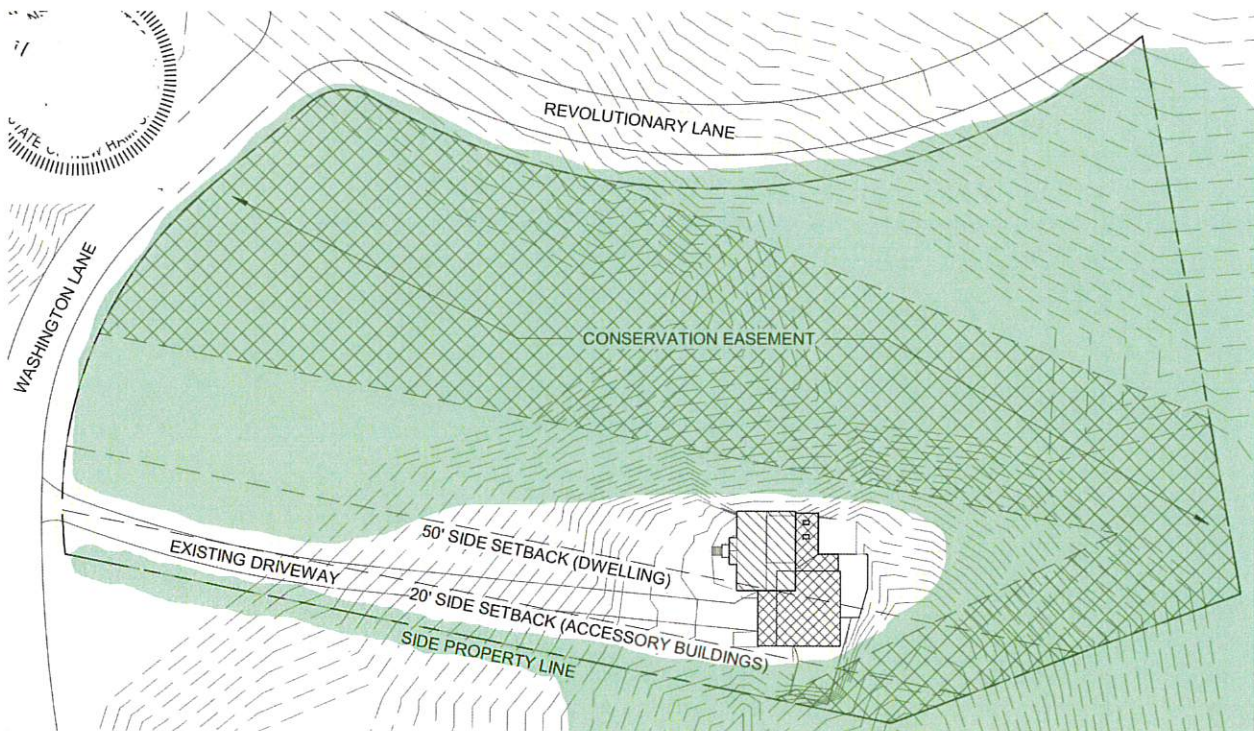 REVOLUTIONARY LANE
WASHINGTON LANE
CONSERVATION EASEMENT
50' SIDE SETBACK (DWELLING)
EXISTING DRIVEWAY
20' SIDE SETBACK (ACCESSORY BUILDINGS)
SIDE PROPERTY LINE